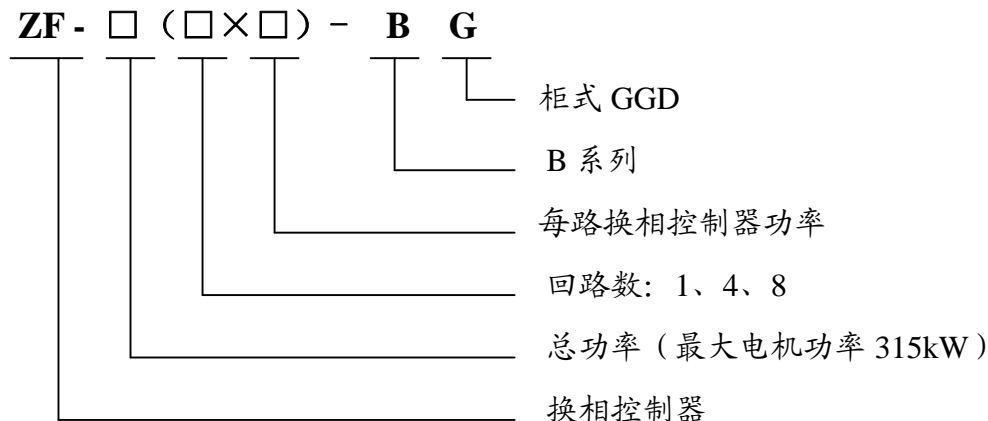 ZF - □（□×□）－ B G
柜式 GGD
B 系列
每路换相控制器功率
回路数：1、4、8
总功率（最大电机功率 315kW）
换相控制器